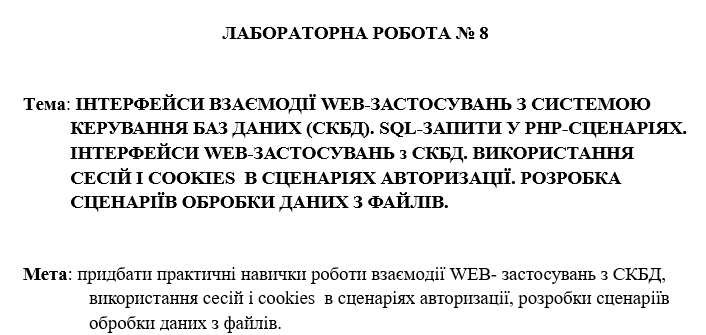 ЛАБОРАТОРНА РОБОТА № 8
Тема: ІНТЕРФЕЙСИ ВЗАЄМОДІЇ WEB-ЗАСТОСУВАНЬ З СИСТЕМОЮ
КЕРУВАННЯ БАЗ ДАНИХ (СКБД). SQL-ЗАПИТИ У PHP-СЦЕНАРІЯХ.
ІНТЕРФЕЙСИ WEB-ЗАСТОСУВАНЬ з СКБД. ВИКОРИСТАННЯ
СЕСІЙ І COOKIES В СЦЕНАРІЯХ АВТОРИЗАЦІЇ. РОЗРОБКА
СЦЕНАРІЇВ ОБРОБКИ ДАНИХ З ФАЙЛІВ.
Мета: придбати практичні навички роботи взаємодії WEB- застосувань з СКБД,
використання сесій і cookies в сценаріях авторизації, розробки сценаріїв
обробки даних з файлів.